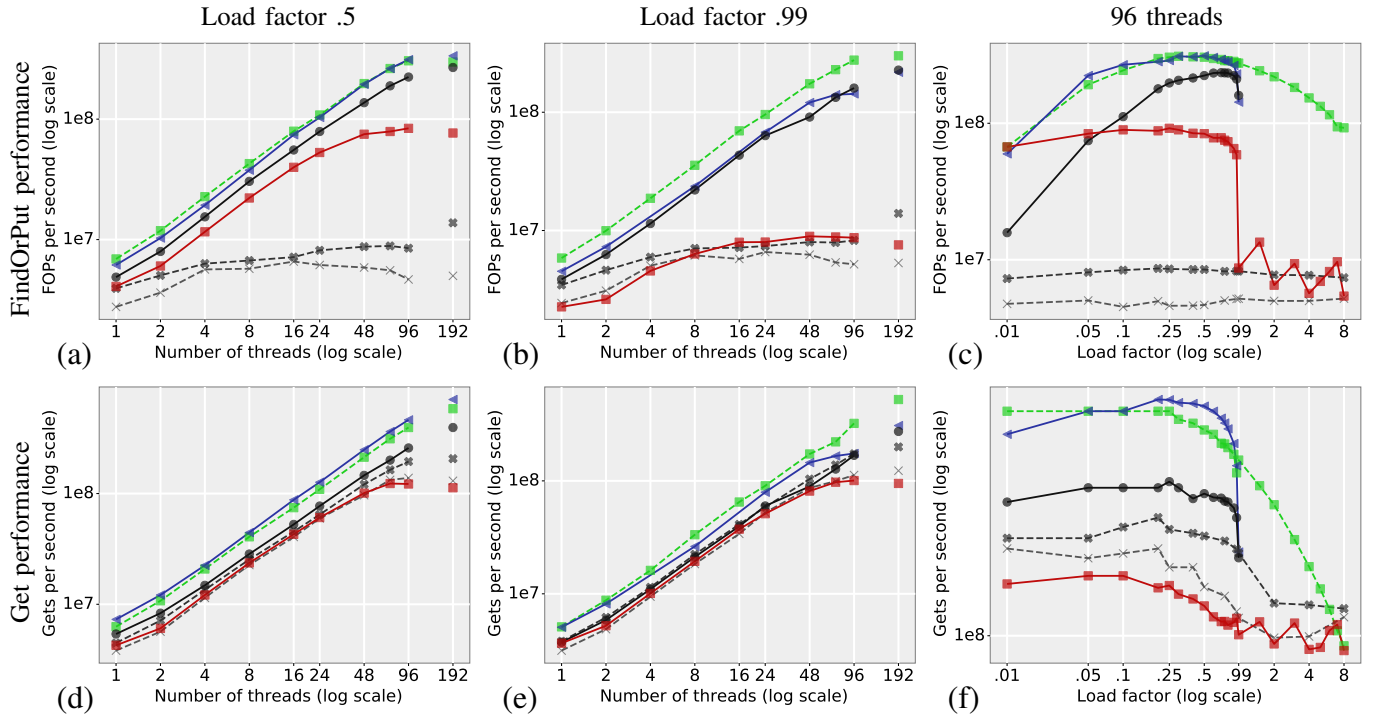 Load factor .5
Load factor .99
96 threads
FindOrPut performance
FOPs per second (log scale)
1e8
1e7
1 2 4 8 16 24 48 96 192
(a)
Number of threads (log scale)
FOPs per second (log scale)
1e8
1e7
1 2 4 8 16 24 48 96 192
(b)
Number of threads (log scale)
FOPs per second (log scale)
1e8
1e7
.01 .05 .1 .25 .5 .99 2 4 8
(c)
Load factor (log scale)
Get performance
Gets per second (log scale)
1e8
1e7
1 2 4 8 16 24 48 96 192
(d)
Number of threads (log scale)
Gets per second (log scale)
1e8
1e7
1 2 4 8 16 24 48 96 192
(e)
Number of threads (log scale)
Gets per second (log scale)
1e8
.01 .05 .1 .25 .5 .99 2 4 8
(f)
Load factor (log scale)